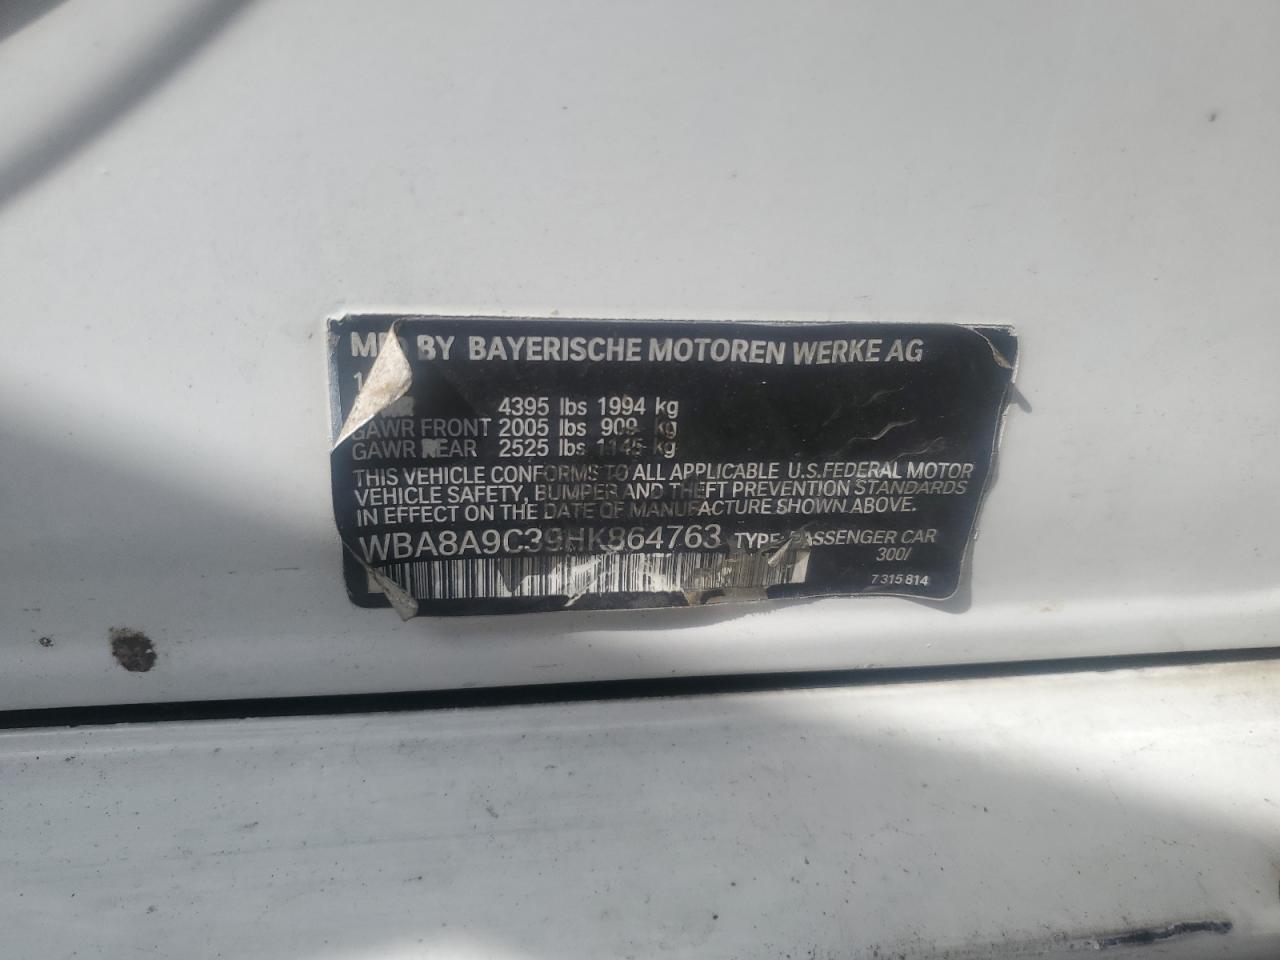 BY BAYERISCHE MOTOREN WERKE AG
4395 lbs 1994 kg
GAWR FRONT 2005 lbs 909 kg
GAWR REAR 2525 lbs 1145 kg
THIS VEHICLE CONFORMS TO ALL APPLICABLE U.S.FEDERAL MOTOR
VEHICLE SAFETY, BUMPER AND THEFT PREVENTION STANDARDS
IN EFFECT ON THE DATE OF MANUFACTURE SHOWN ABOVE.
WBA8A9C39HK864763 TYPE: PASSENGER CAR
300/
7 315 814